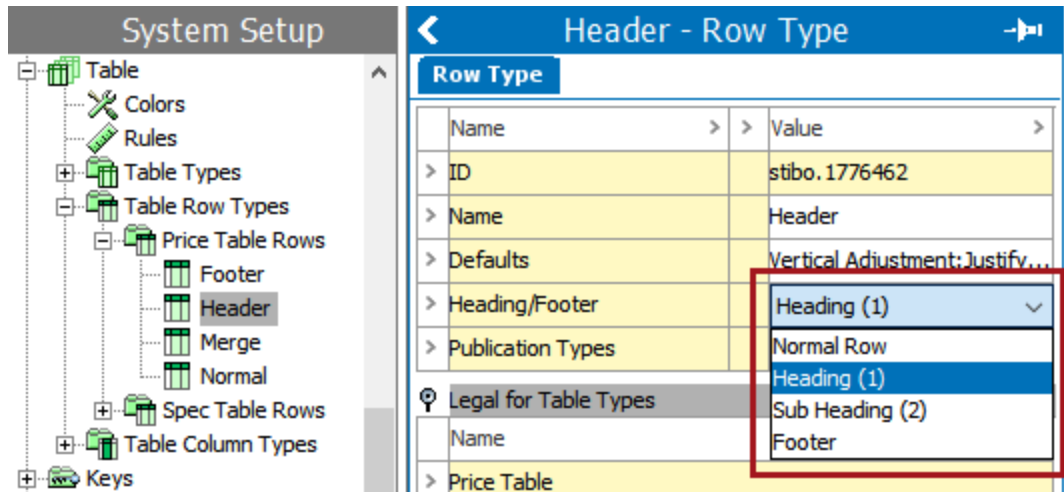 System Setup
Table
Colors
Rules
Table Types
Table Row Types
Price Table Rows
Footer
Header
Merge
Normal
Spec Table Rows
Table Column Types
Keys
Header - Row Type
Row Type
Name > > Value >
> ID stibo.1776462
> Name Header
> Defaults Vertical Adjustment:Justify...
> Heading/Footer Heading (1)
> Publication Types
Normal Row
Heading (1)
Sub Heading (2)
Footer
Legal for Table Types
Name
> Price Table